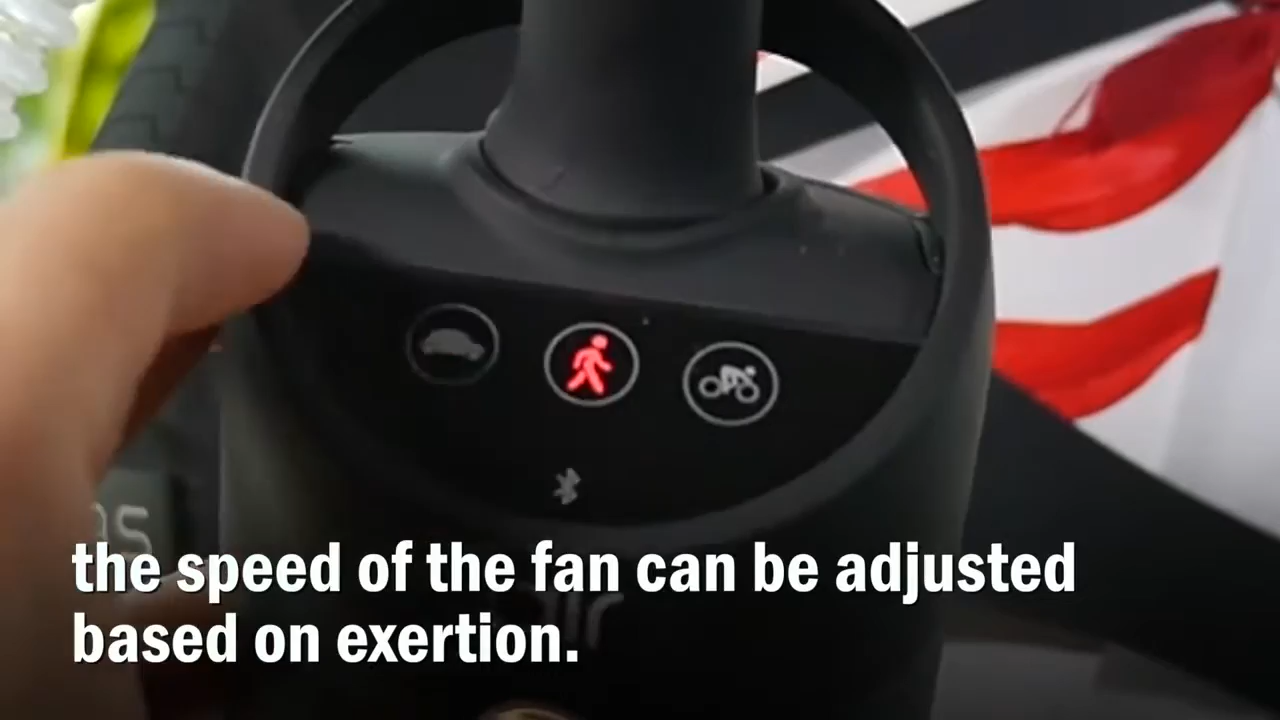 the speed of the fan can be adjusted
based on exertion.